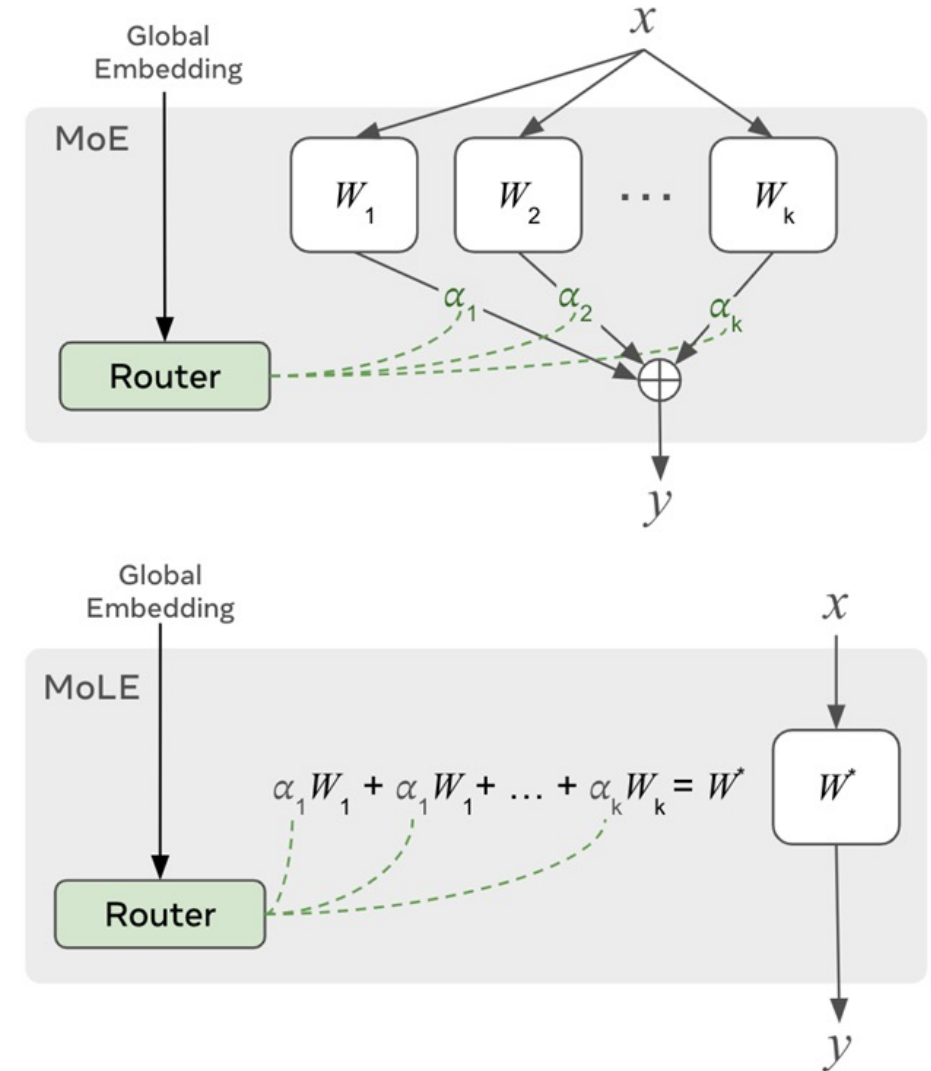 Global
Embedding
x
MoE
W1
W2
...
Wk
α1
α2
αk
Router
y
Global
Embedding
x
MoLE
α1W1 + α1W1+ ... + αkWk = W*
W*
Router
y